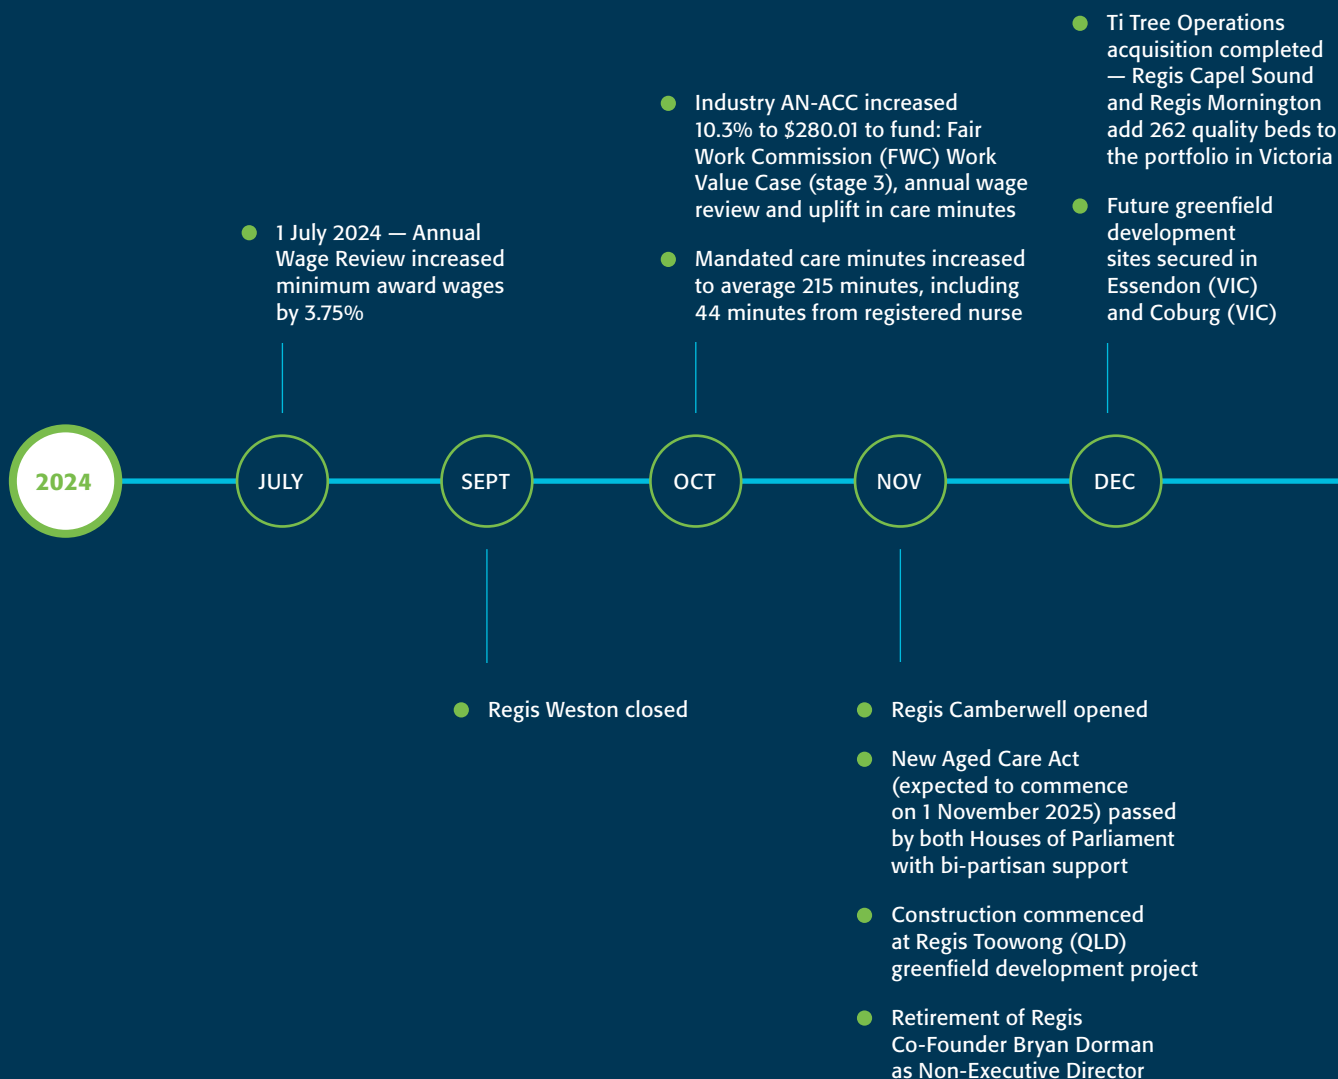 Ti Tree Operations
acquisition completed
— Regis Capel Sound
and Regis Mornington
add 262 quality beds to
the portfolio in Victoria
Future greenfield
development
sites secured in
Essendon (VIC)
and Coburg (VIC)
Industry AN-ACC increased
10.3% to $280.01 to fund: Fair
Work Commission (FWC) Work
Value Case (stage 3), annual wage
review and uplift in care minutes
Mandated care minutes increased
to average 215 minutes, including
44 minutes from registered nurse
1 July 2024 — Annual
Wage Review increased
minimum award wages
by 3.75%
2024
JULY
SEPT
OCT
NOV
DEC
Regis Weston closed
Regis Camberwell opened
New Aged Care Act
(expected to commence
on 1 November 2025) passed
by both Houses of Parliament
with bi-partisan support
Construction commenced
at Regis Toowong (QLD)
greenfield development project
Retirement of Regis
Co-Founder Bryan Dorman
as Non-Executive Director